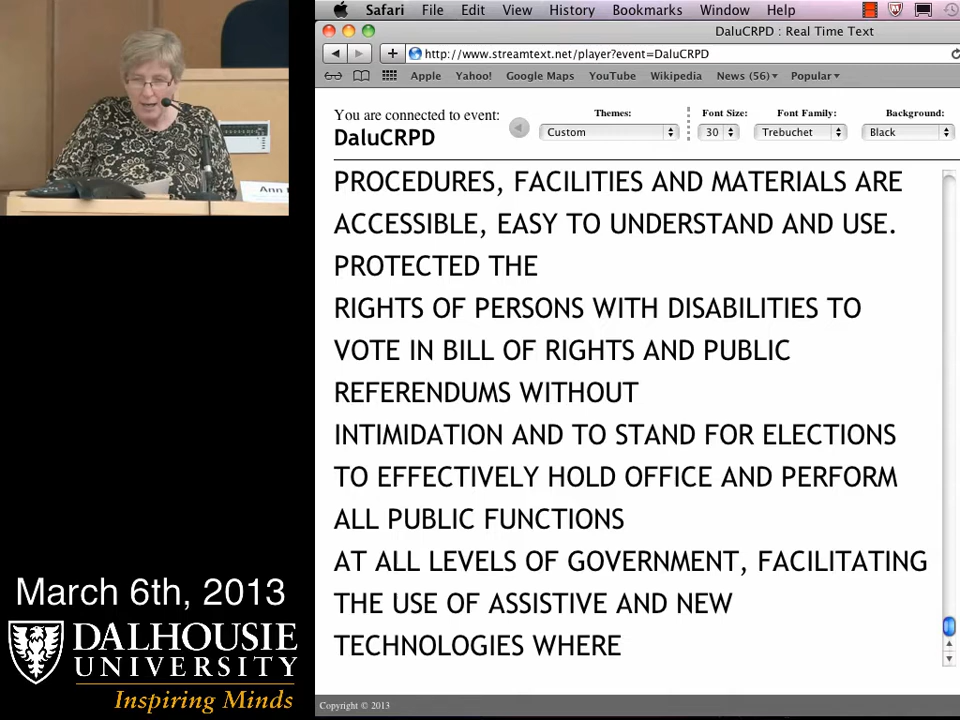 Safari File Edit View History Bookmarks Window Help
DaluCRPD : Real Time Text
http://www.streamtext.net/player?event=DaluCRPD
Apple Yahoo! Google Maps YouTube Wikipedia News (56) Popular
You are connected to event:
DaluCRPD
Themes: Font Size: Font Family: Background:
Custom 30 Trebuchet Black
PROCEDURES, FACILITIES AND MATERIALS ARE
ACCESSIBLE, EASY TO UNDERSTAND AND USE.
PROTECTED THE
RIGHTS OF PERSONS WITH DISABILITIES TO
VOTE IN BILL OF RIGHTS AND PUBLIC
REFERENDUMS WITHOUT
INTIMIDATION AND TO STAND FOR ELECTIONS
TO EFFECTIVELY HOLD OFFICE AND PERFORM
ALL PUBLIC FUNCTIONS
AT ALL LEVELS OF GOVERNMENT, FACILITATING
THE USE OF ASSISTIVE AND NEW
TECHNOLOGIES WHERE
Copyright © 2013
Ann
March 6th, 2013
DALHOUSIE
UNIVERSITY
Inspiring Minds